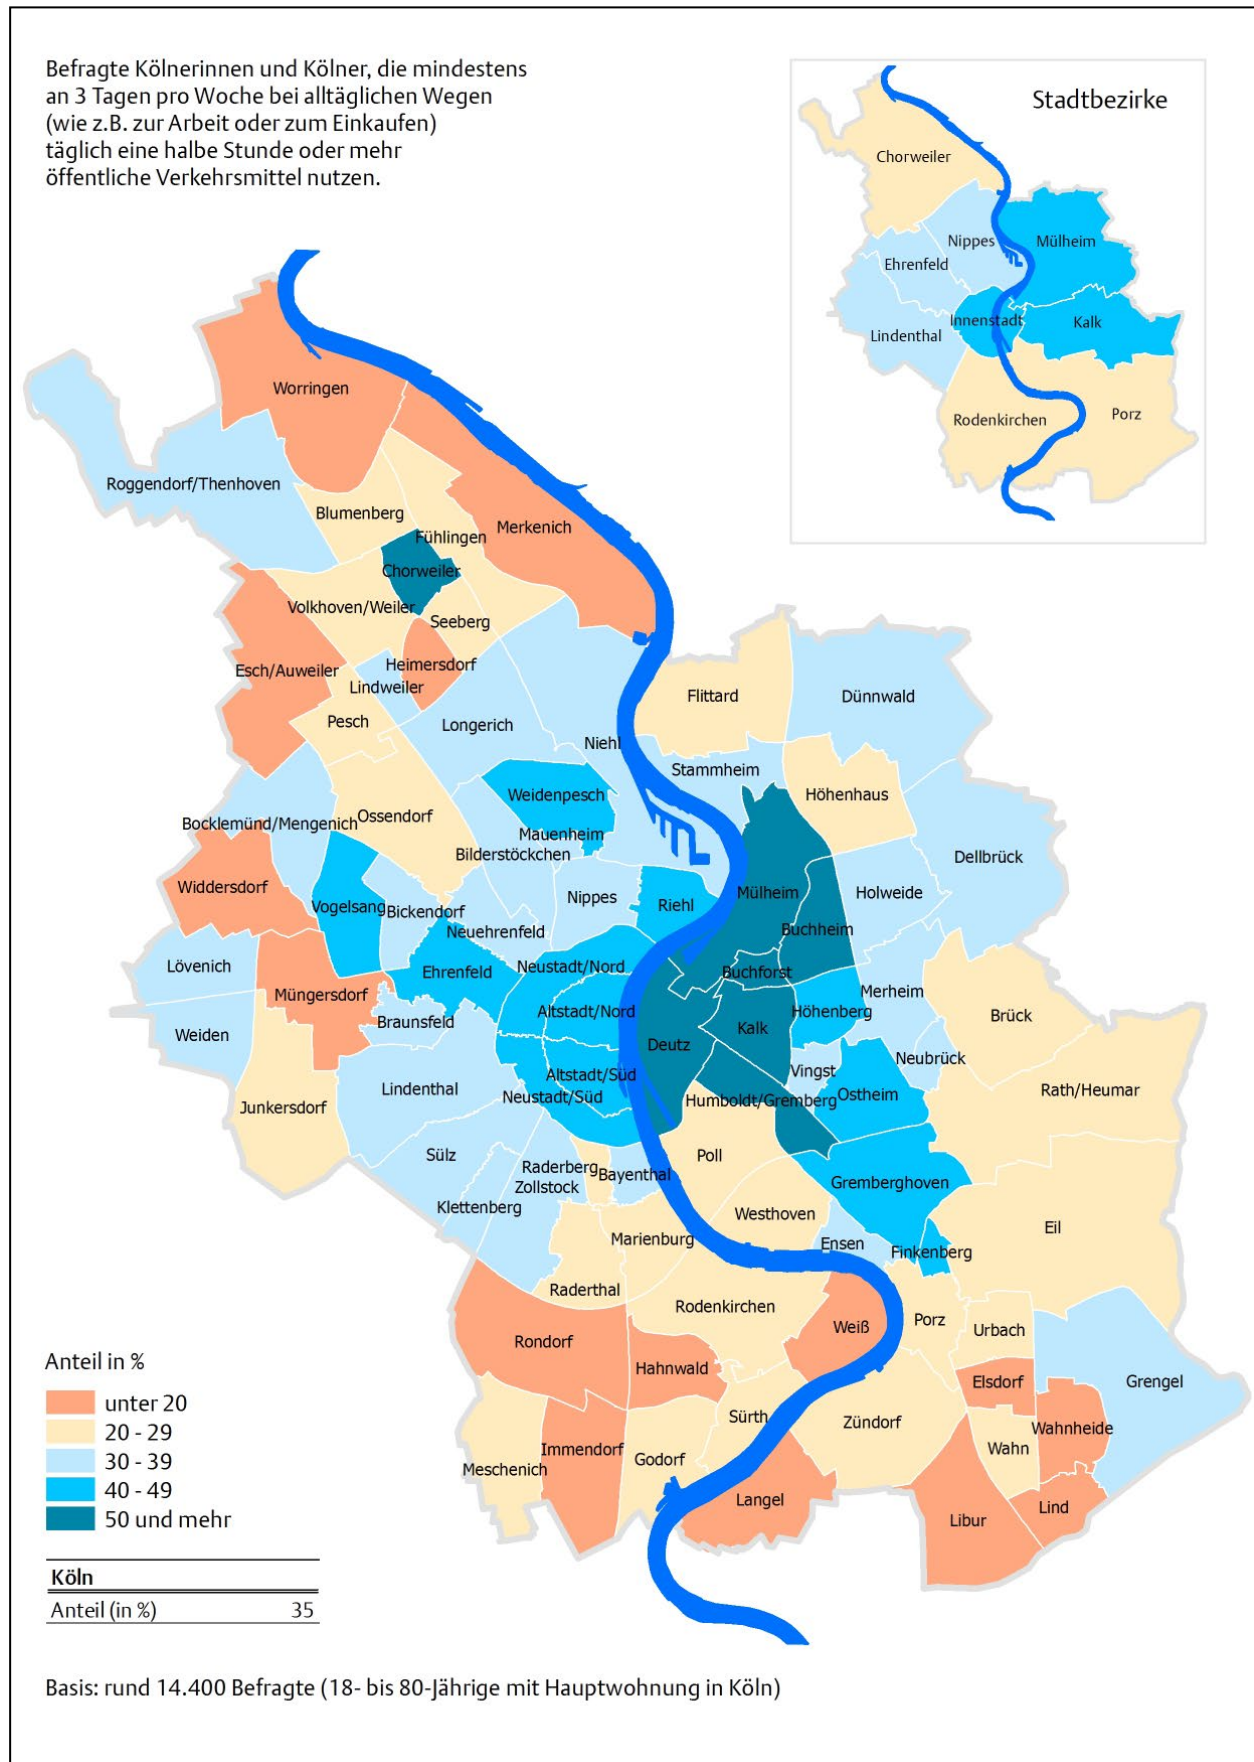 Befragte Kölnerinnen und Kölner, die mindestens
an 3 Tagen pro Woche bei alltäglichen Wegen
(wie z.B. zur Arbeit oder zum Einkaufen)
täglich eine halbe Stunde oder mehr
öffentliche Verkehrsmittel nutzen.
Stadtbezirke
Chorweiler
Nippes
Mülheim
Ehrenfeld
Innenstadt
Kalk
Lindenthal
Rodenkirchen
Porz
Worringen
Roggendorf/Thenhoven
Blumenberg
Merkenich
Fühlingen
Chorweiler
Volkhoven/Weiler
Seeberg
Esch/Auweiler
Heimersdorf
Lindweiler
Pesch
Longerich
Niehl
Flittard
Dünnwald
Stammheim
Höhenhaus
Weidenpesch
Ossendorf
Bocklemünd/Mengenich
Mauenheim
Bilderstöckchen
Dellbrück
Widdersdorf
Vogelsang
Bickendorf
Nippes
Riehl
Mülheim
Holweide
Buchheim
Neuehrenfeld
Lövenich
Ehrenfeld
Neustadt/Nord
Buchforst
Merheim
Müngersdorf
Altstadt/Nord
Höhenberg
Brück
Braunsfeld
Kalk
Weiden
Deutz
Neubrück
Vingst
Altstadt/Süd
Lindenthal
Neustadt/Süd
Humboldt/Gremberg
Ostheim
Rath/Heumar
Junkersdorf
Sülz
Poll
Raderberg
Zollstock
Bayenthal
Gremberghoven
Klettenberg
Westhoven
Marienburg
Ensen
Finkenberg
Eil
Raderthal
Rodenkirchen
Weiß
Porz
Urbach
Rondorf
Hahnwald
Elsdorf
Grengel
Sürth
Zündorf
Wahnheide
Immendorf
Godorf
Wahn
Meschenich
Langel
Libur
Lind
Anteil in %
unter 20
20 - 29
30 - 39
40 - 49
50 und mehr
Köln
Anteil (in %) 35
Basis: rund 14.400 Befragte (18- bis 80-Jährige mit Hauptwohnung in Köln)